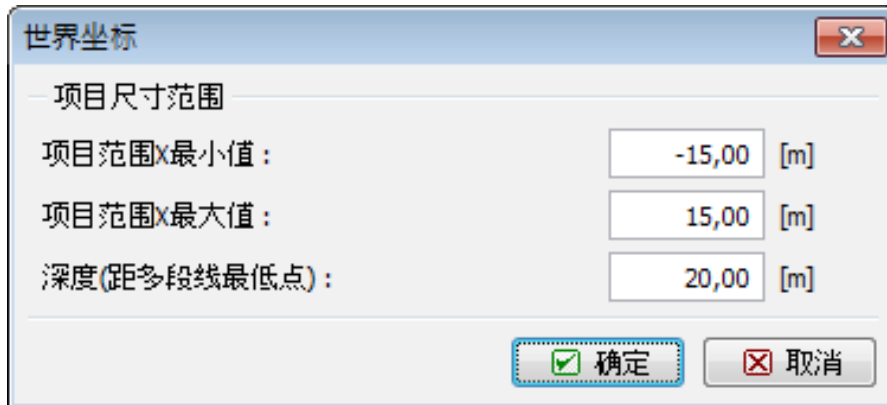 世界坐标
项目尺寸范围
项目范围X最小值： -15,00 [m]
项目范围X最大值： 15,00 [m]
深度(距多段线最低点)： 20,00 [m]
确定 取消